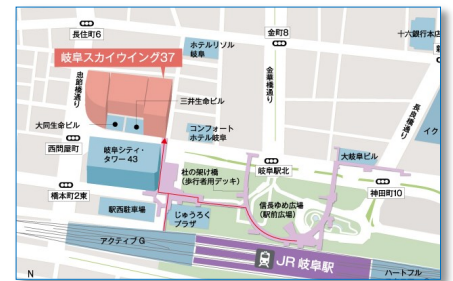 長住町6
金町8
十六銀行本店
ホテルリソル
岐阜
岐阜スカイウイング37
忠節橋通り
金華橋通り
長良橋通り
三井生命ビル
大同生命ビル
コンフォート
ホテル岐阜
イク
西問屋町
岐阜シティ・
タワー43
杜の架け橋
(歩行者用デッキ)
岐阜駅北
大岐阜ビル
橋本町2東
神田町10
信長ゆめ広場
(駅前広場)
駅西駐車場
じゅうろく
プラザ
アクティブG
JR岐阜駅
ハートフル
N